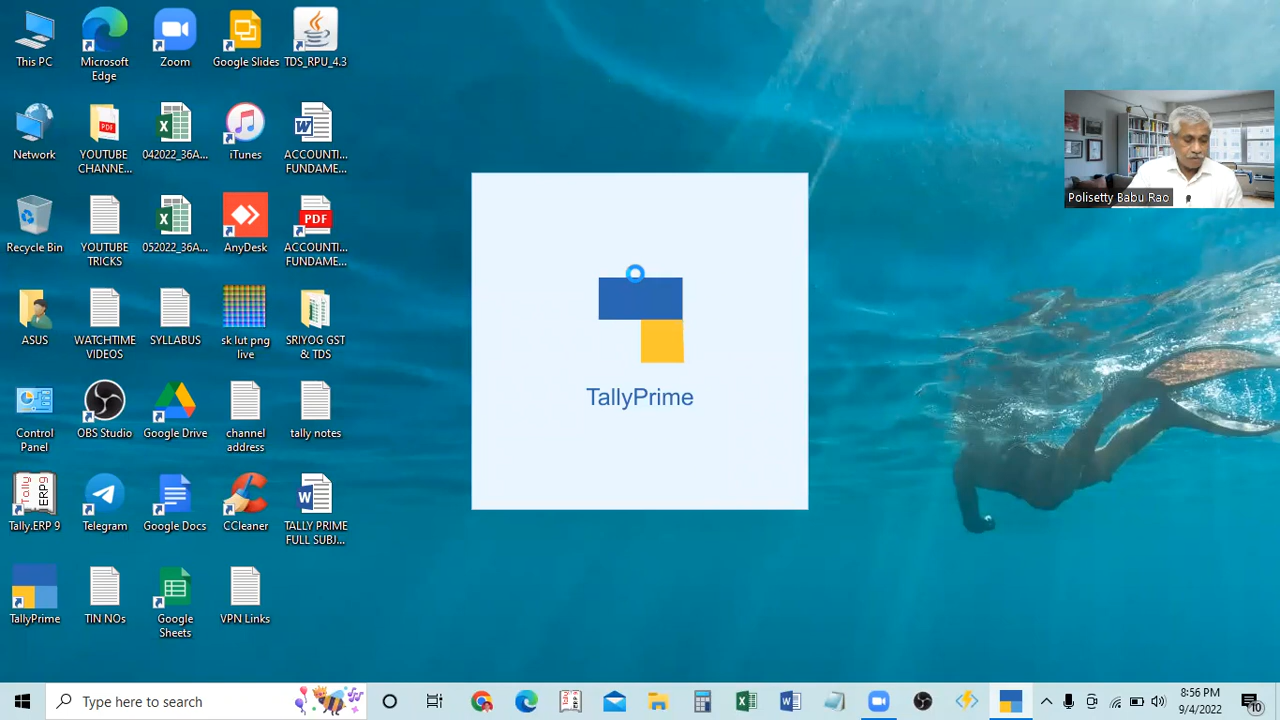 This PC
Microsoft
Edge
Zoom
Google Slides
TDS_RPU_4.3
Network
YOUTUBE
CHANNE...
042022_36A...
iTunes
ACCOUNTI...
FUNDAME...
Recycle Bin
YOUTUBE
TRICKS
052022_36A...
AnyDesk
PDF
ACCOUNTI...
FUNDAME...
ASUS
WATCHTIME
VIDEOS
SYLLABUS
sk lut png
live
SRIYOG GST
& TDS
Control
Panel
OBS Studio
Google Drive
channel
address
tally notes
Tally.ERP 9
Telegram
Google Docs
CCleaner
TALLY PRIME
FULL SUBJ...
TallyPrime
TIN NOs
Google
Sheets
VPN Links
TallyPrime
Polisetty Babu Rao
Type here to search
8:56 PM
9/4/2022
10